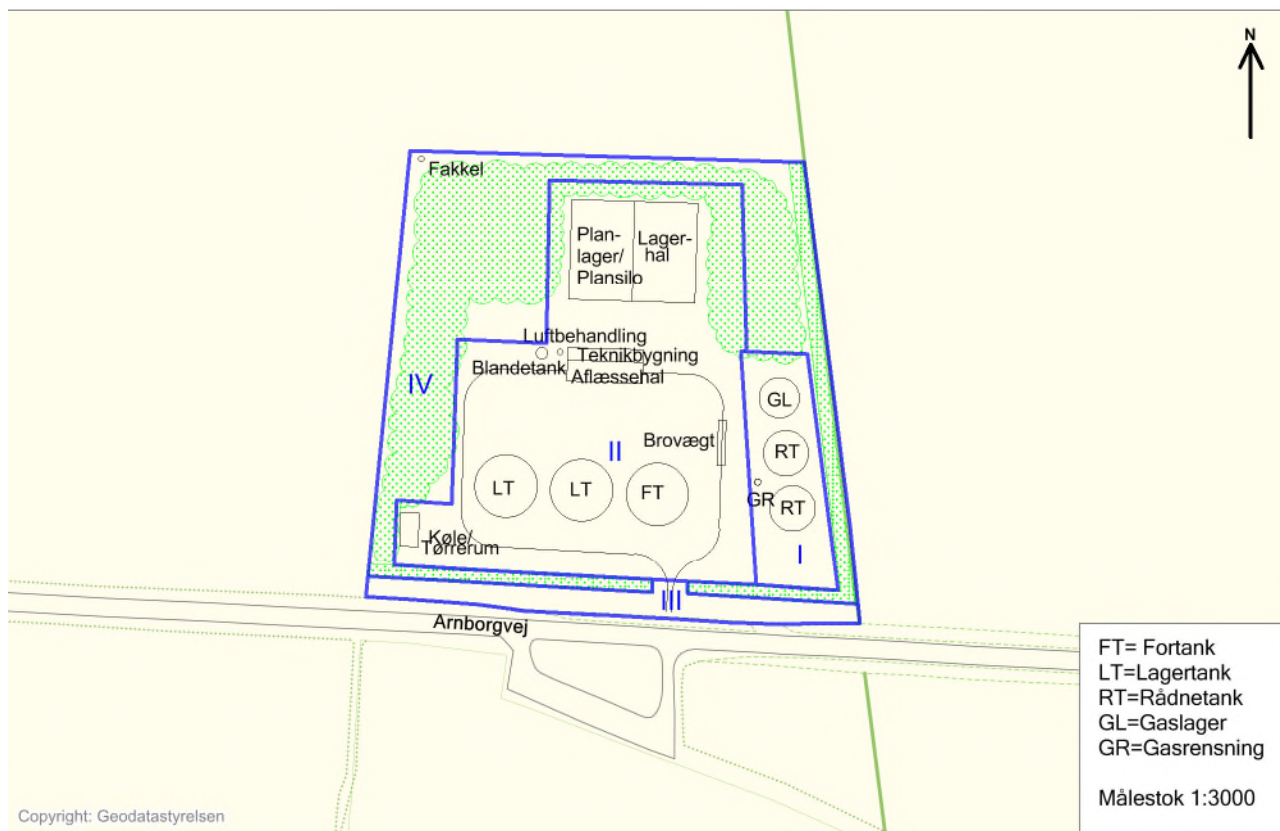 N
Fakkel
Plan-
lager/
Plansilo
Lager-
hal
Luftbehandling
Teknikbygning
Blandetank
Aflæssehal
IV
GL
Brovægt
II
RT
LT
LT
FT
GR
RT
Køle/
Tørrerum
I
III
Arnborgvej
FT= Fortank
LT=Lagertank
RT=Rådnetank
GL=Gaslager
GR=Gasrensning
Målestok 1:3000
Copyright: Geodatastyrelsen